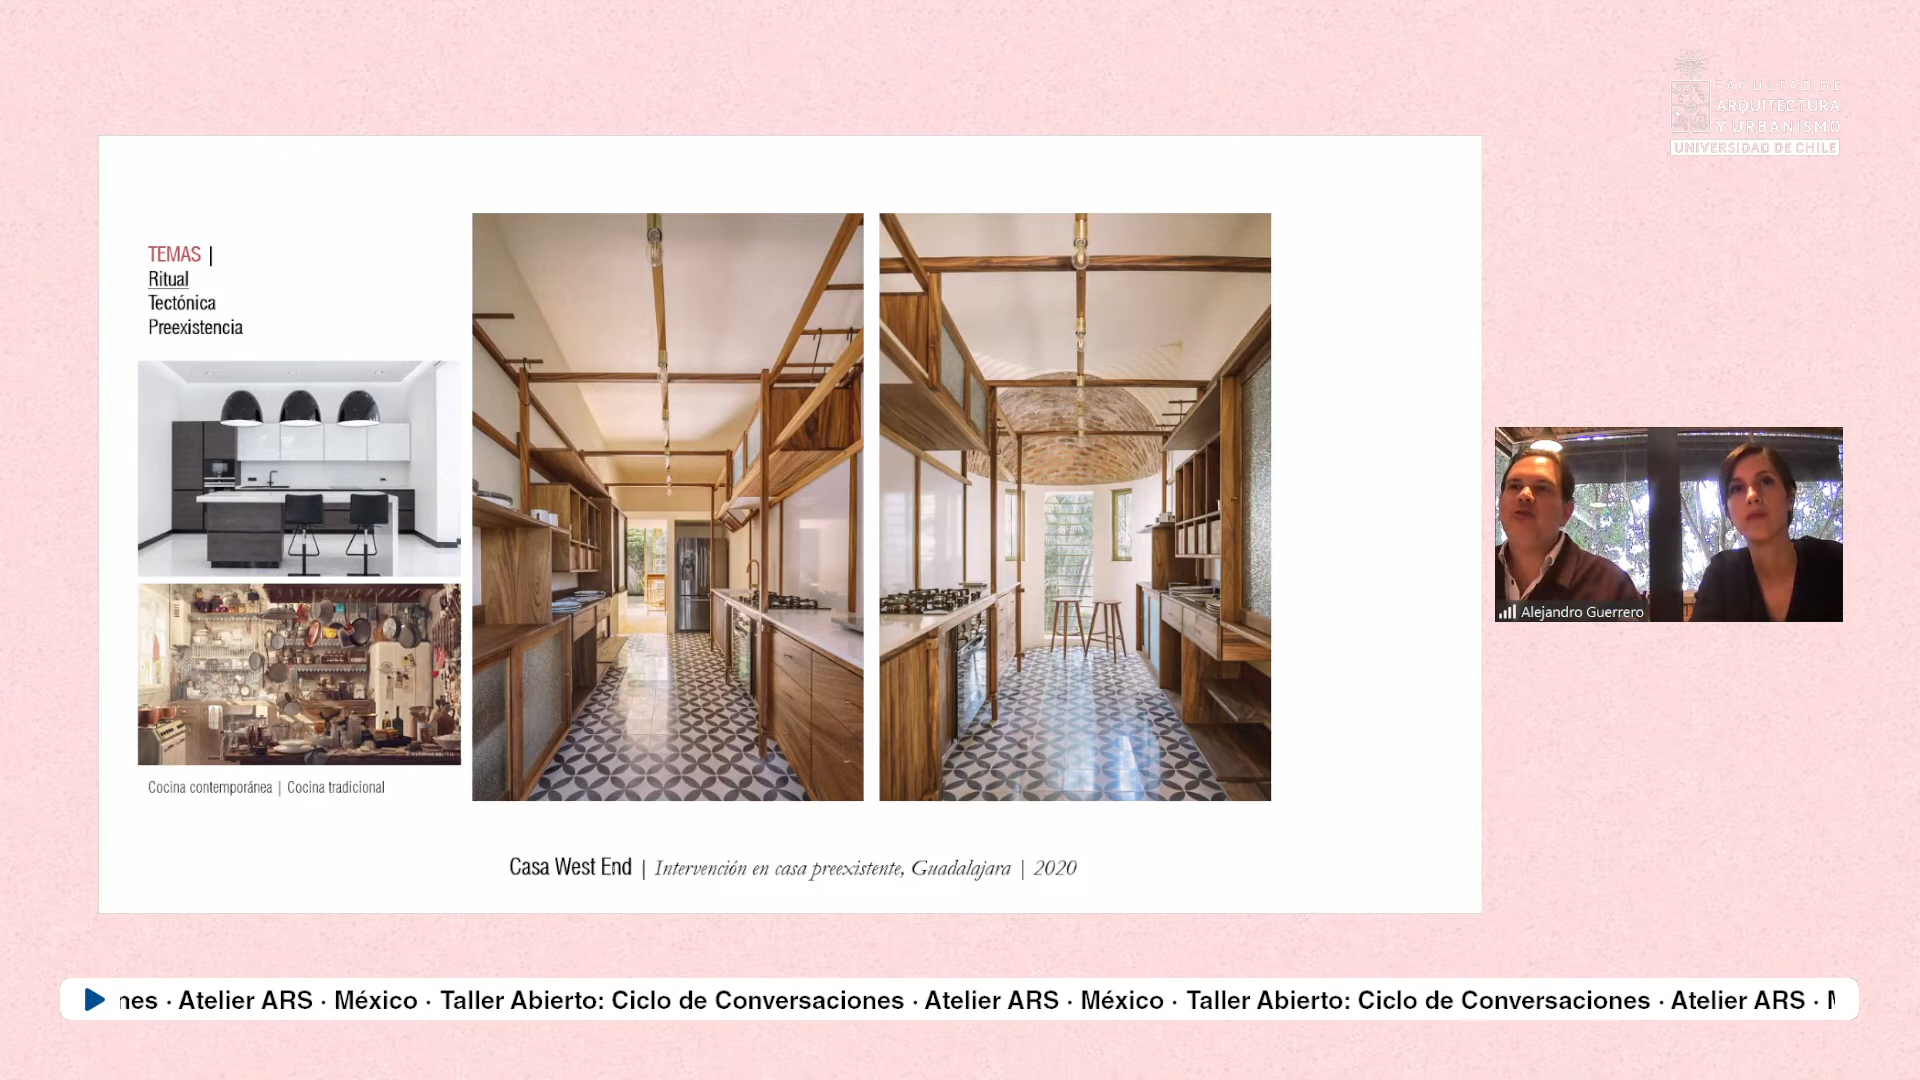 FACULTAD DE
ARQUITECTURA
Y URBANISMO
UNIVERSIDAD DE CHILE
TEMAS |
Ritual
Tectónica
Preexistencia
Cocina contemporánea | Cocina tradicional
Casa West End | Intervención en casa preexistente, Guadalajara | 2020
Alejandro Guerrero
nes · Atelier ARS · México · Taller Abierto: Ciclo de Conversaciones · Atelier ARS · México · Taller Abierto: Ciclo de Conversaciones · Atelier ARS · M